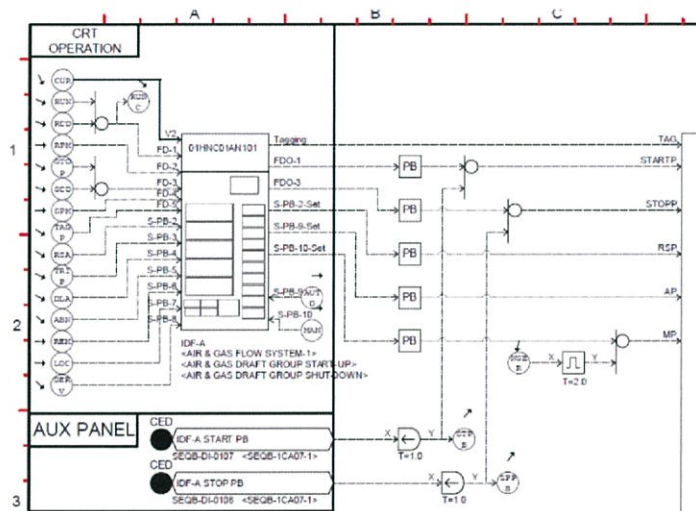 A
B
C
CRT
OPERATION
CUR
RUN
RCD
RPM
STO
P
SCD
SPM
TAG
P
RSA
TRI
P
DLA
ABN
REM
LOC
SER
V
1
V2
FD-1
FD-2
FD-3
FD-4
FD-5
S-PB-2
S-PB-3
S-PB-4
S-PB-5
S-PB-6
S-PB-7
S-PB-8
01HNC01AN101
Tagging
FDO-1
FDO-3
S-PB-2-Set
S-PB-9-Set
S-PB-10-Set
S-PB-9
S-PB-10
MAN
PB
PB
PB
PB
PB
TAG
STARTP
STOPP
RSP
AP
MP
X
Y
T=2.0
2
IDF-A
<AIR & GAS FLOW SYSTEM-1>
<AIR & GAS DRAFT GROUP START-UP>
<AIR & GAS DRAFT GROUP SHUT-DOWN>
AUX PANEL
CED
IDF-A START PB
SEQB-DI-0107 <SEQB-1CA07-1>
X
Y
T=1.0
CED
IDF-A STOP PB
SEQB-DI-0108 <SEQB-1CA07-1>
X
Y
T=1.0
3